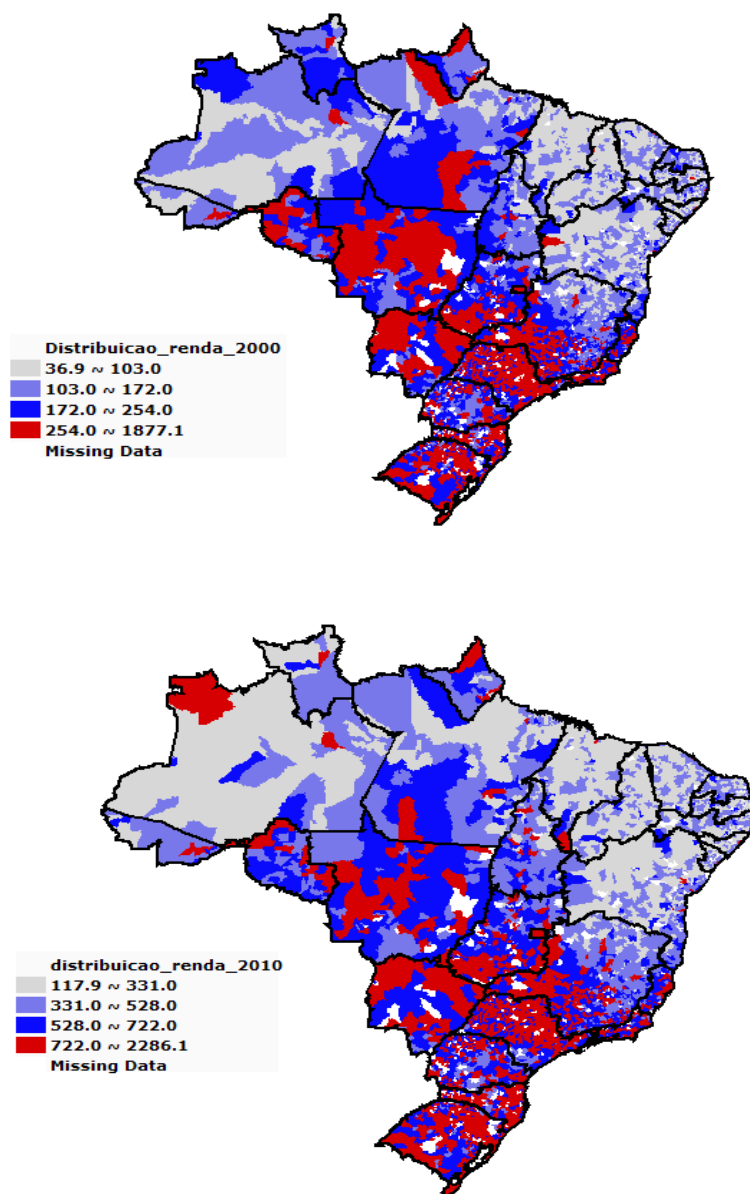 Distribuicao_renda_2000
36.9 ~ 103.0
103.0 ~ 172.0
172.0 ~ 254.0
254.0 ~ 1877.1
Missing Data
distribuicao_renda_2010
117.9 ~ 331.0
331.0 ~ 528.0
528.0 ~ 722.0
722.0 ~ 2286.1
Missing Data